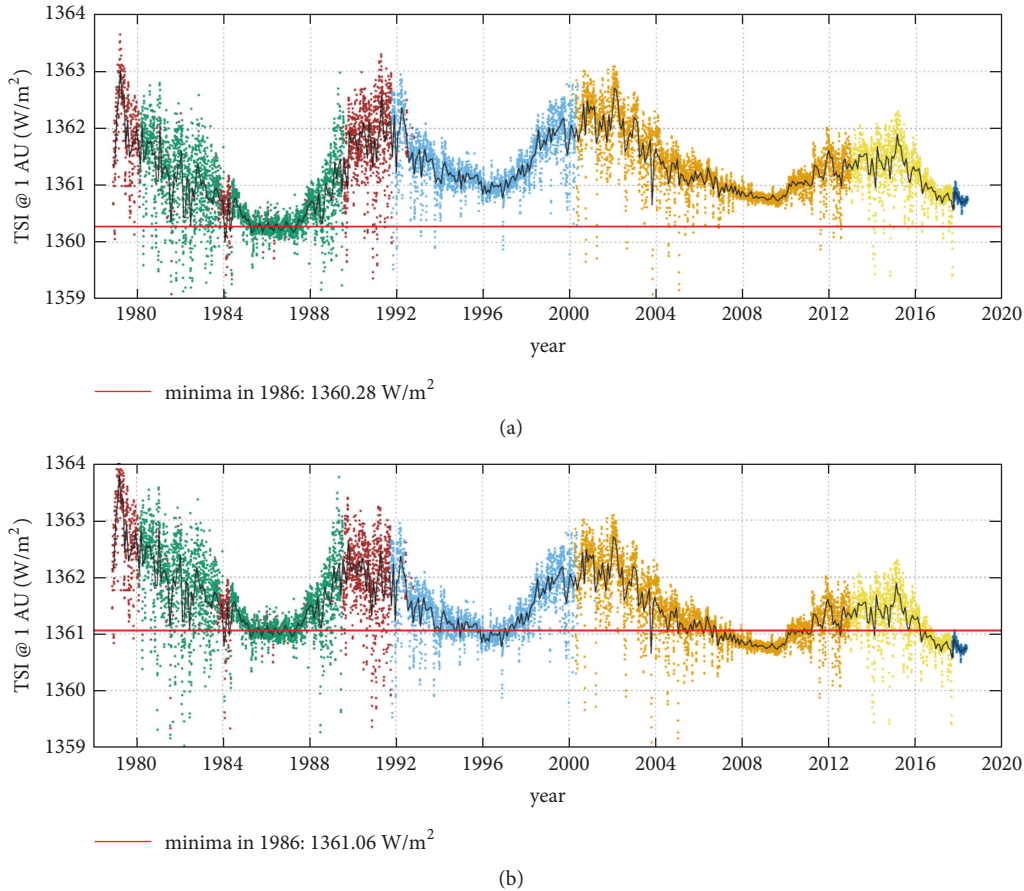 1364
1363
1362
1361
1360
1359
TSI @ 1 AU (W/m²)
1980 1984 1988 1992 1996 2000 2004 2008 2012 2016 2020
year
minima in 1986: 1360.28 W/m²
(a)
1364
1363
1362
1361
1360
1359
TSI @ 1 AU (W/m²)
1980 1984 1988 1992 1996 2000 2004 2008 2012 2016 2020
year
minima in 1986: 1361.06 W/m²
(b)